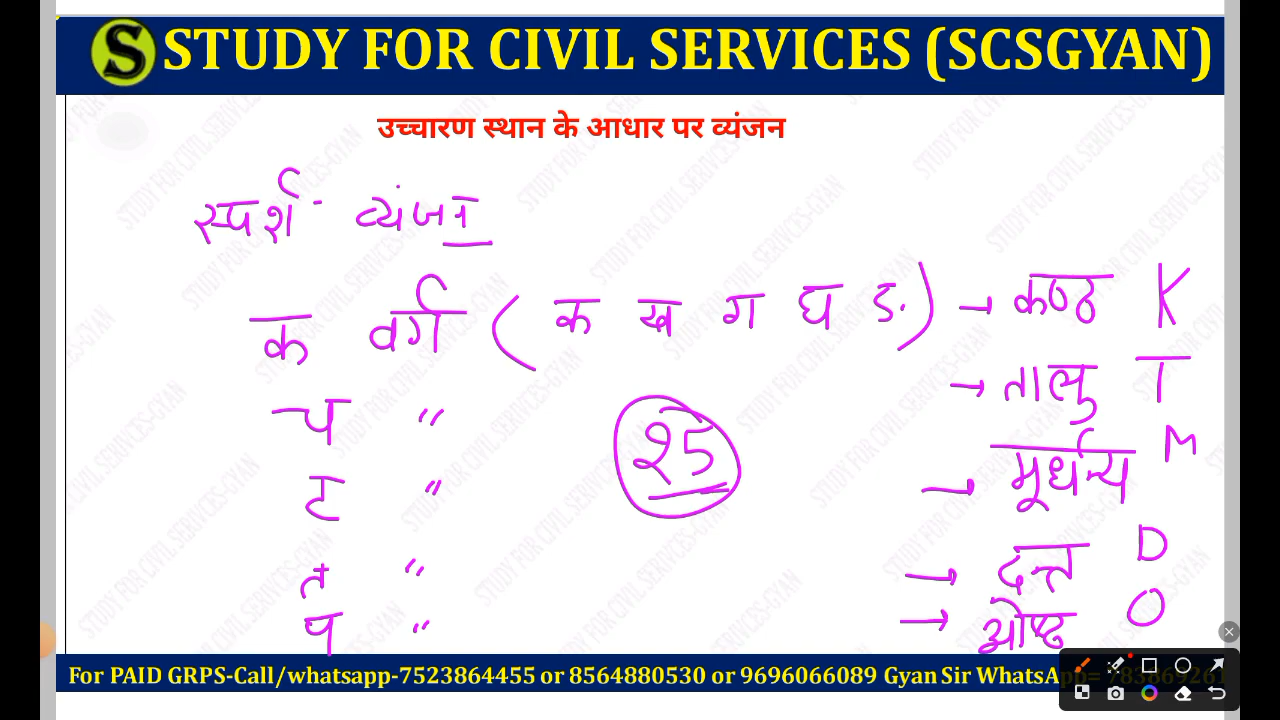 S STUDY FOR CIVIL SERVICES (SCSGYAN)
उच्चारण स्थान के आधार पर व्यंजन
स्पर्श - व्यंजन
क वर्ग ( क ख ग घ ङ ) → कण्ठ K
च " → तालु T
ट " → मूर्धन्य M
25
त " → दन्त D
प " → ओष्ठ O
For PAID GRPS-Call/whatsapp-7523864455 or 8564880530 or 9696066089 Gyan Sir WhatsA